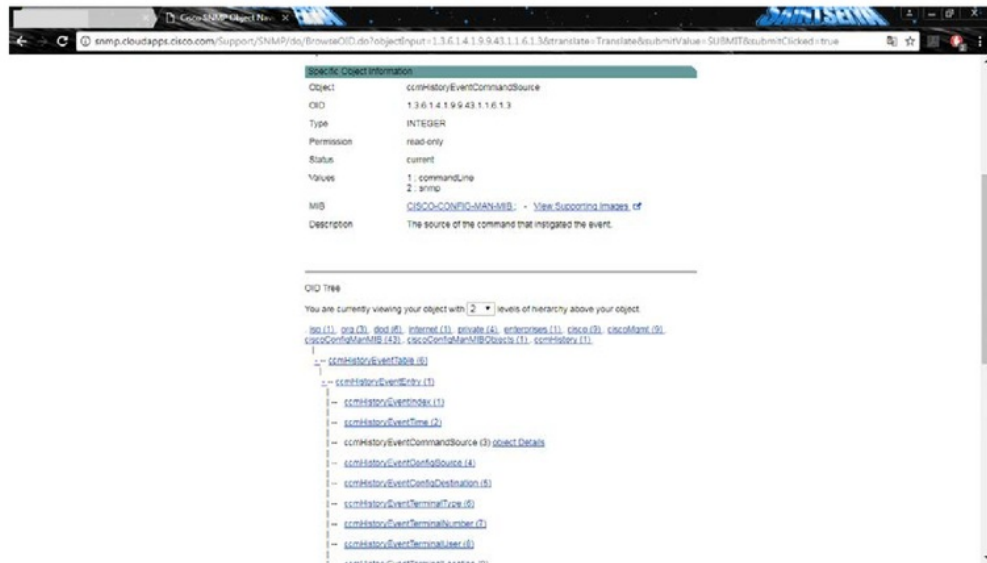 Cisco SNMP Object Nav
snmp.cloudapps.cisco.com/Support/SNMP/do/BrowseOID.do?objectInput=1.3.6.1.4.1.9.9.43.1.1.6.1.3&translate=Translate&submitValue=SUBMIT&submitClicked=true
Specific Object Information
Object ccmHistoryEventCommandSource
OID 1.3.6.1.4.1.9.9.43.1.1.6.1.3
Type INTEGER
Permission read-only
Status current
Values 1 : commandLine
2 : snmp
MIB CISCO-CONFIG-MAN-MIB ; - View Supporting Images
Description The source of the command that instigated the event.
OID Tree
You are currently viewing your object with 2 levels of hierarchy above your object.
. iso (1) . org (3) . dod (6) . internet (1) . private (4) . enterprises (1) . cisco (9) . ciscoMgmt (9) .
ciscoConfigManMIB (43) . ciscoConfigManMIBObjects (1) . ccmHistory (1)
- -- ccmHistoryEventTable (6)
- -- ccmHistoryEventEntry (1)
-- ccmHistoryEventIndex (1)
-- ccmHistoryEventTime (2)
-- ccmHistoryEventCommandSource (3) object Details
-- ccmHistoryEventConfigSource (4)
-- ccmHistoryEventConfigDestination (5)
-- ccmHistoryEventTerminalType (6)
-- ccmHistoryEventTerminalNumber (7)
-- ccmHistoryEventTerminalUser (8)